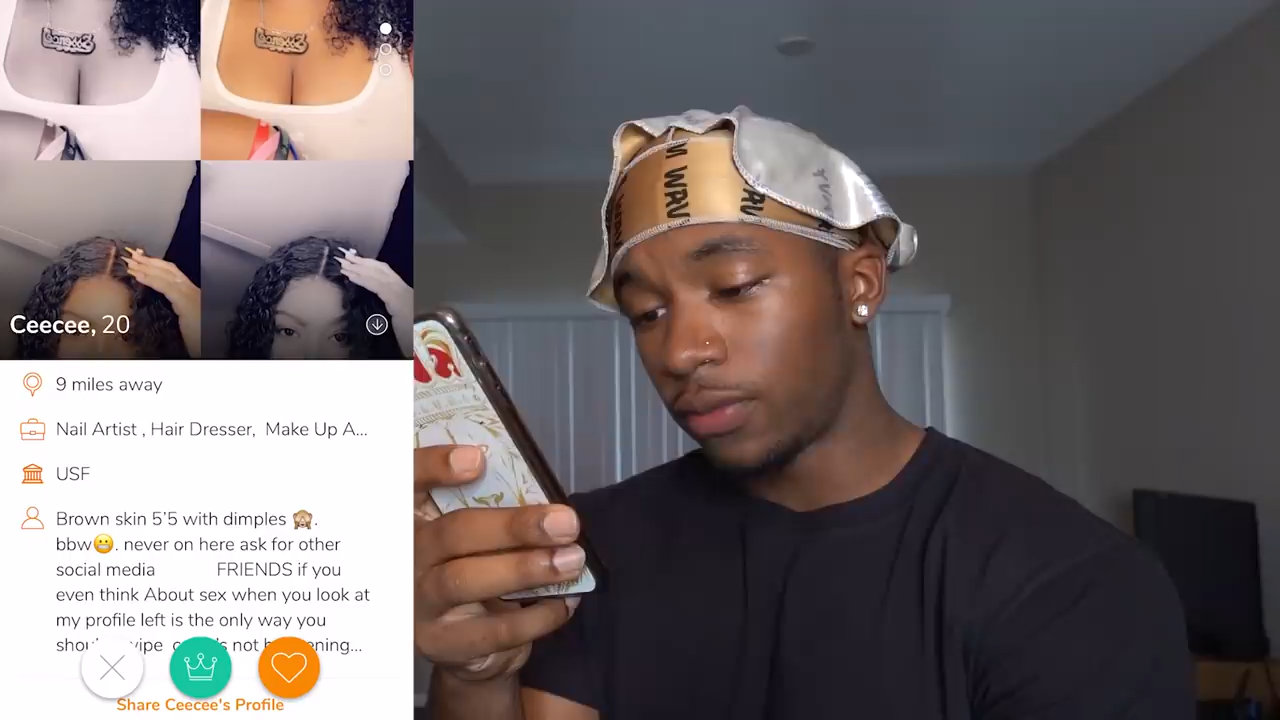 Ceecee, 20
9 miles away
Nail Artist , Hair Dresser, Make Up A...
USF
Brown skin 5'5 with dimples 🙈.
bbw😬. never on here ask for other
social media FRIENDS if you
even think About sex when you look at
my profile left is the only way you
not
Share Ceecee's Profile
WRV